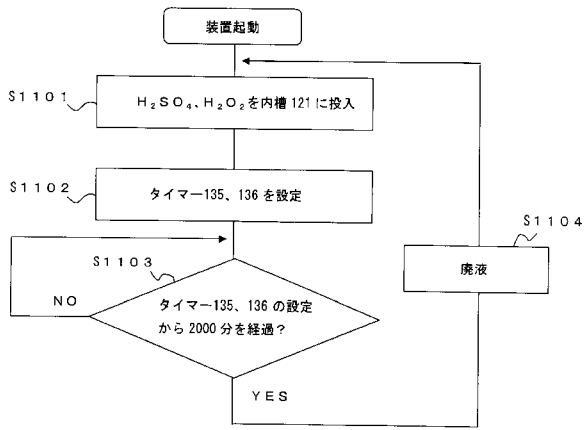 装置起動
S1101
H₂SO₄、H₂O₂を内槽121に投入
S1102
タイマー135、136を設定
S1103
タイマー135、136の設定
から2000分を経過？
NO
YES
S1104
廃液